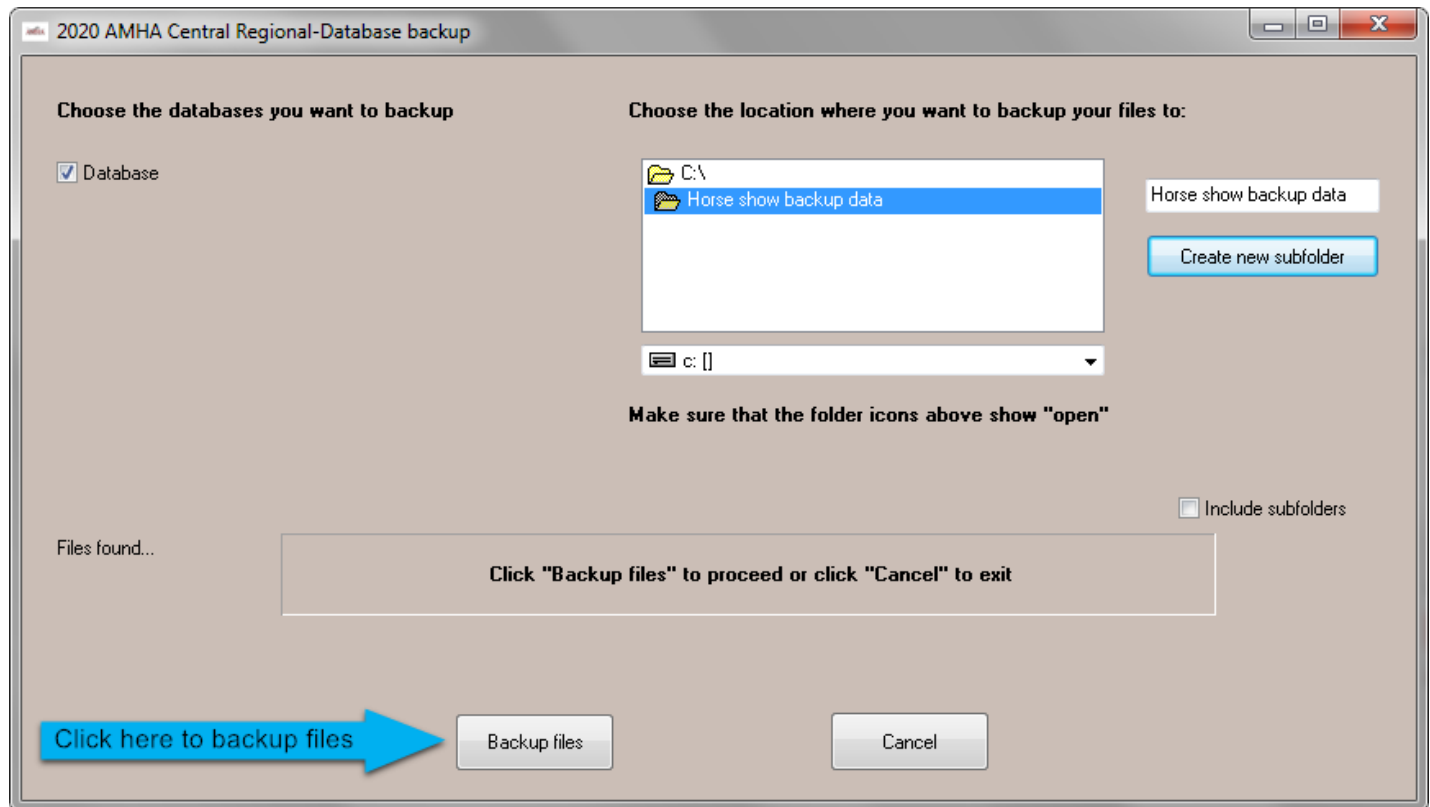 2020 AMHA Central Regional-Database backup
Choose the databases you want to backup
Choose the location where you want to backup your files to:
Database
C:\
Horse show backup data
Horse show backup data
Create new subfolder
c: []
Make sure that the folder icons above show "open"
Include subfolders
Files found...
Click "Backup files" to proceed or click "Cancel" to exit
Click here to backup files
Backup files
Cancel